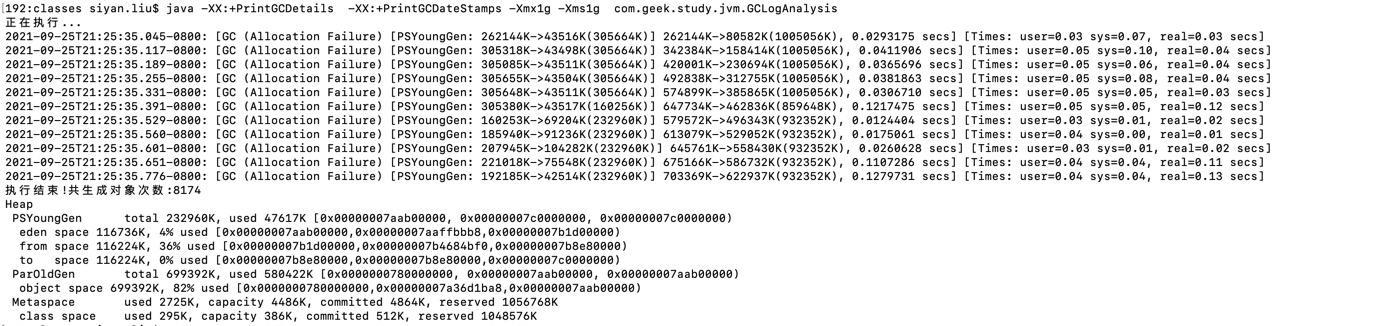 [192:classes siyan.liu$ java -XX:+PrintGCDetails  -XX:+PrintGCDateStamps -Xmx1g -Xms1g  com.geek.study.jvm.GCLogAnalysis
正在执行...
2021-09-25T21:25:35.045-0800: [GC (Allocation Failure) [PSYoungGen: 262144K->43516K(305664K)] 262144K->80582K(1005056K), 0.0293175 secs] [Times: user=0.03 sys=0.07, real=0.03 secs]
2021-09-25T21:25:35.117-0800: [GC (Allocation Failure) [PSYoungGen: 305318K->43498K(305664K)] 342384K->158414K(1005056K), 0.0411906 secs] [Times: user=0.05 sys=0.10, real=0.04 secs]
2021-09-25T21:25:35.189-0800: [GC (Allocation Failure) [PSYoungGen: 305085K->43511K(305664K)] 420001K->230694K(1005056K), 0.0365696 secs] [Times: user=0.05 sys=0.06, real=0.04 secs]
2021-09-25T21:25:35.255-0800: [GC (Allocation Failure) [PSYoungGen: 305655K->43504K(305664K)] 492838K->312755K(1005056K), 0.0381863 secs] [Times: user=0.05 sys=0.08, real=0.04 secs]
2021-09-25T21:25:35.331-0800: [GC (Allocation Failure) [PSYoungGen: 305648K->43511K(305664K)] 574899K->385865K(1005056K), 0.0306710 secs] [Times: user=0.05 sys=0.05, real=0.03 secs]
2021-09-25T21:25:35.391-0800: [GC (Allocation Failure) [PSYoungGen: 305380K->43517K(160256K)] 647734K->462836K(859648K), 0.1217475 secs] [Times: user=0.05 sys=0.05, real=0.12 secs]
2021-09-25T21:25:35.529-0800: [GC (Allocation Failure) [PSYoungGen: 160253K->69204K(232960K)] 579572K->496343K(932352K), 0.0124404 secs] [Times: user=0.03 sys=0.01, real=0.02 secs]
2021-09-25T21:25:35.560-0800: [GC (Allocation Failure) [PSYoungGen: 185940K->91236K(232960K)] 613079K->529052K(932352K), 0.0175061 secs] [Times: user=0.04 sys=0.00, real=0.01 secs]
2021-09-25T21:25:35.601-0800: [GC (Allocation Failure) [PSYoungGen: 207945K->104282K(232960K)] 645761K->558430K(932352K), 0.0260628 secs] [Times: user=0.03 sys=0.01, real=0.02 secs]
2021-09-25T21:25:35.651-0800: [GC (Allocation Failure) [PSYoungGen: 221018K->75548K(232960K)] 675166K->586732K(932352K), 0.1107286 secs] [Times: user=0.04 sys=0.04, real=0.11 secs]
2021-09-25T21:25:35.776-0800: [GC (Allocation Failure) [PSYoungGen: 192185K->42514K(232960K)] 703369K->622937K(932352K), 0.1279731 secs] [Times: user=0.04 sys=0.04, real=0.13 secs]
执行结束!共生成对象次数:8174
Heap
 PSYoungGen      total 232960K, used 47617K [0x00000007aab00000, 0x00000007c0000000, 0x00000007c0000000)
  eden space 116736K, 4% used [0x00000007aab00000,0x00000007aaffbbb8,0x00000007b1d00000)
  from space 116224K, 36% used [0x00000007b1d00000,0x00000007b4684bf0,0x00000007b8e80000)
  to   space 116224K, 0% used [0x00000007b8e80000,0x00000007b8e80000,0x00000007c0000000)
 ParOldGen       total 699392K, used 580422K [0x0000000780000000, 0x00000007aab00000, 0x00000007aab00000)
  object space 699392K, 82% used [0x0000000780000000,0x00000007a36d1ba8,0x00000007aab00000)
 Metaspace       used 2725K, capacity 4486K, committed 4864K, reserved 1056768K
  class space    used 295K, capacity 386K, committed 512K, reserved 1048576K